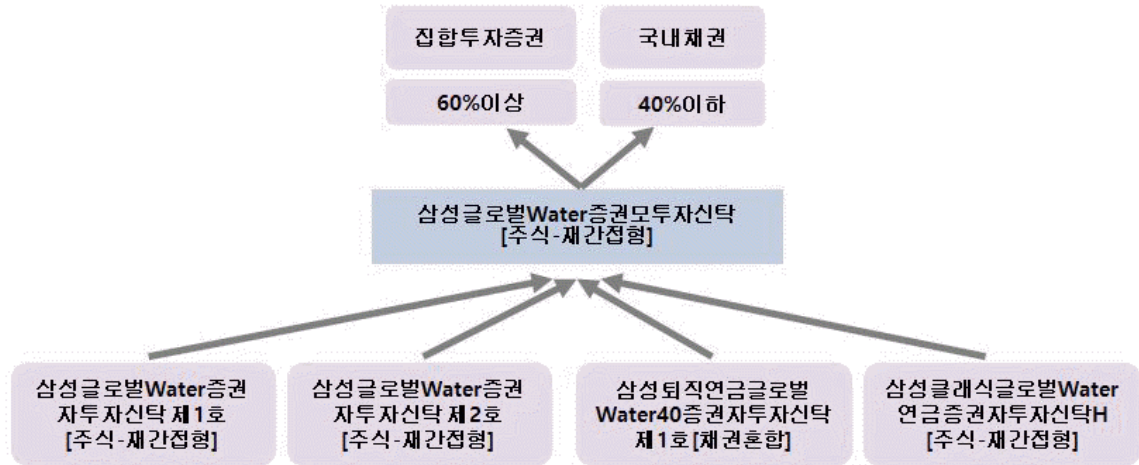 집합투자증권
국내채권
60%이상
40%이하
삼성글로벌Water증권모투자신탁
[주식-재간접형]
삼성글로벌Water증권
자투자신탁 제1호
[주식-재간접형]
삼성글로벌Water증권
자투자신탁 제2호
[주식-재간접형]
삼성퇴직연금글로벌
Water40증권자투자신탁
제1호[채권혼합]
삼성클래식글로벌Water
연금증권자투자신탁H
[주식-재간접형]